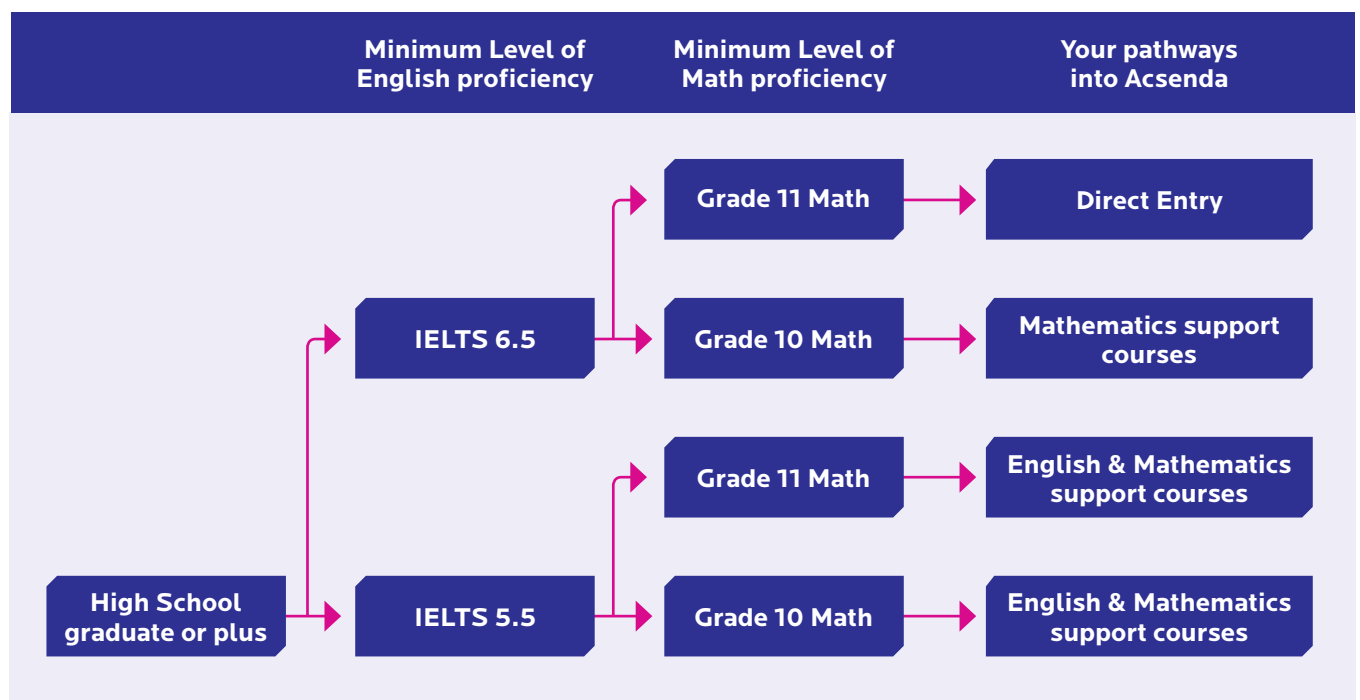 Minimum Level of
English proficiency
Minimum Level of
Math proficiency
Your pathways
into Acsenda
Grade 11 Math
Direct Entry
IELTS 6.5
Grade 10 Math
Mathematics support
courses
Grade 11 Math
English & Mathematics
support courses
High School
graduate or plus
IELTS 5.5
Grade 10 Math
English & Mathematics
support courses